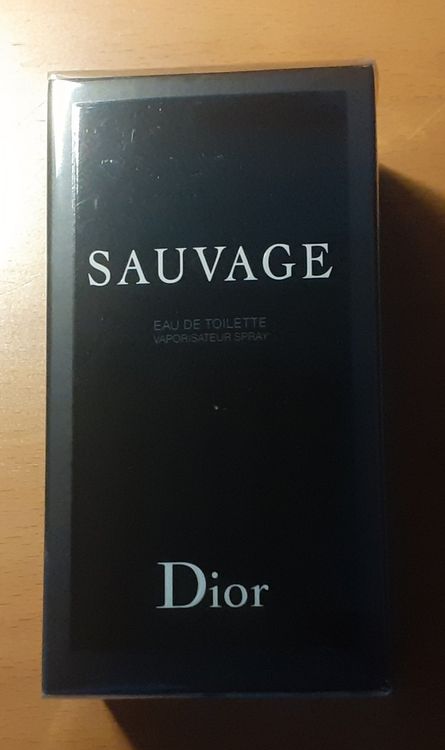 SAUVAGE
EAU DE TOILETTE
VAPORISATEUR SPRAY
Dior